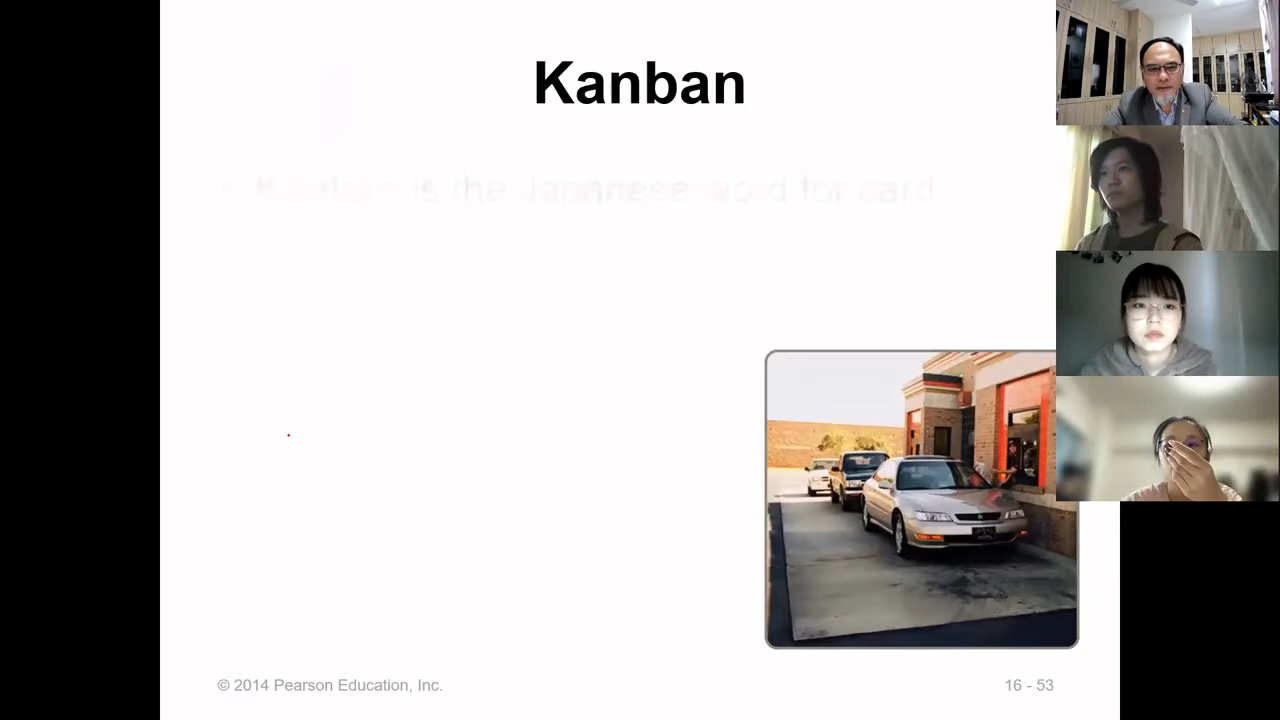 Kanban
• Kanban is the Japanese word for card
© 2014 Pearson Education, Inc.
16 - 53